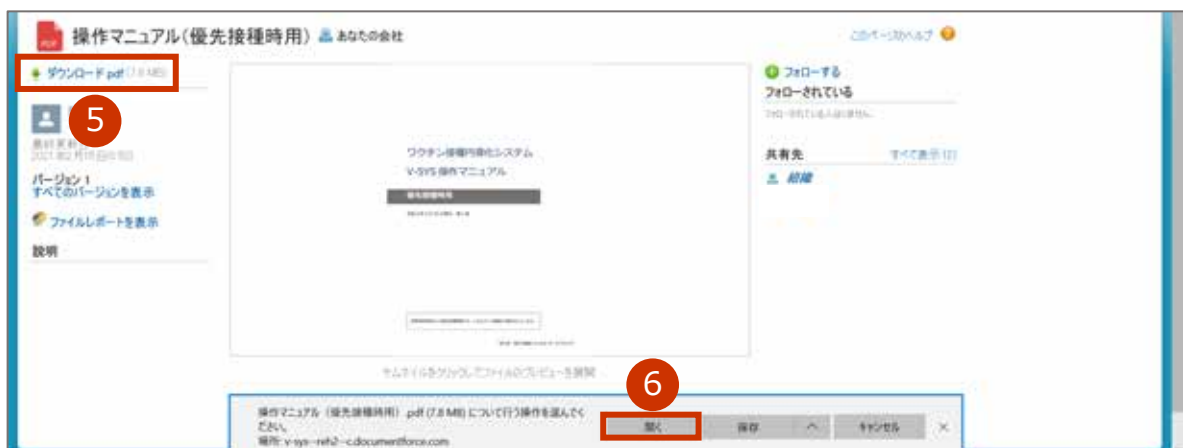 操作マニュアル(優先接種時用) あなたの会社
このページのヘルプ
ダウンロード pdf (7.8 MB)
5
バージョン 1
すべてのバージョンを表示
ファイルレポートを表示
説明
ワクチン接種円滑化システム
V-SYS 操作マニュアル
優先接種時用
サムネイルをクリックしてファイルのプレビューを展開
フォローする
フォローされている
フォローされている人はいません。
共有先 すべて表示 (2)
組織
6
操作マニュアル（優先接種時用）.pdf (7.8 MB) について行う操作を選んでく
ださい。
場所: v-sys--reh2--c.documentforce.com
開く 保存 キャンセル